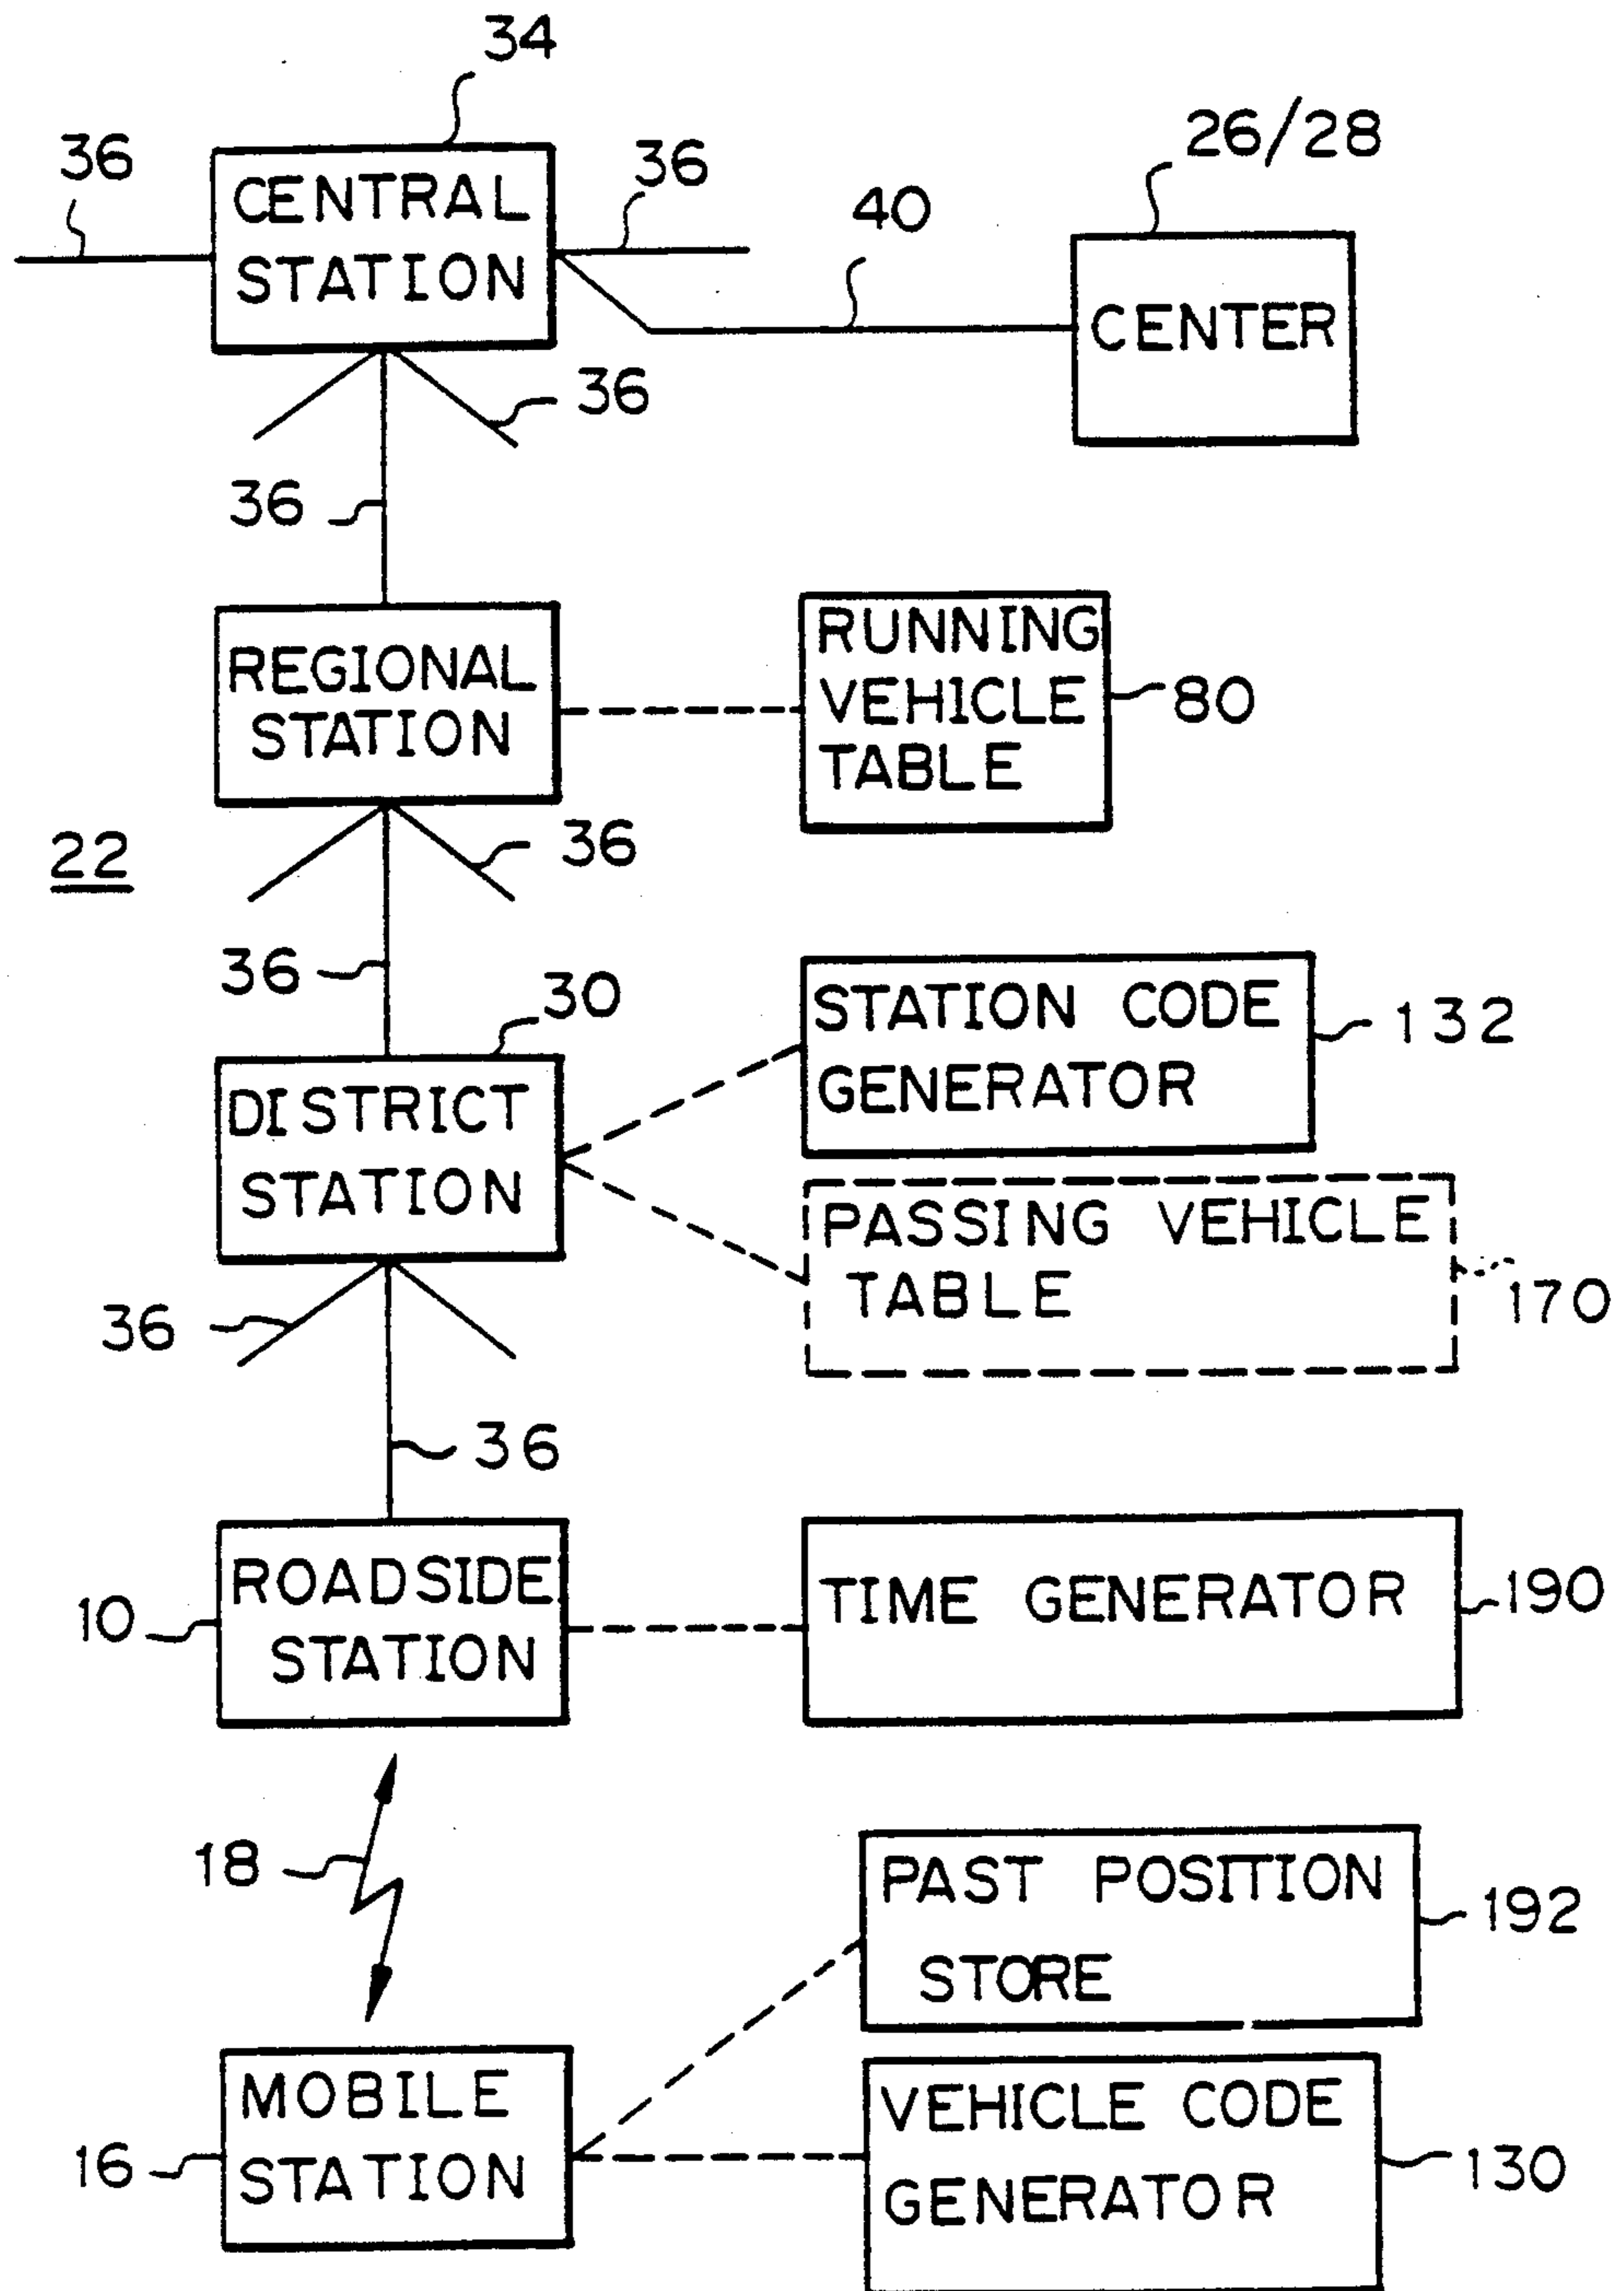 34
36
CENTRAL
STATION
36
40
26/28
CENTER
36
36
REGIONAL
STATION
RUNNING
VEHICLE
TABLE
80
22
36
36
30
DISTRICT
STATION
STATION CODE
GENERATOR
132
PASSING VEHICLE
TABLE
170
36
36
10
ROADSIDE
STATION
TIME GENERATOR
190
18
PAST POSITION
STORE
192
16
MOBILE
STATION
VEHICLE CODE
GENERATOR
130